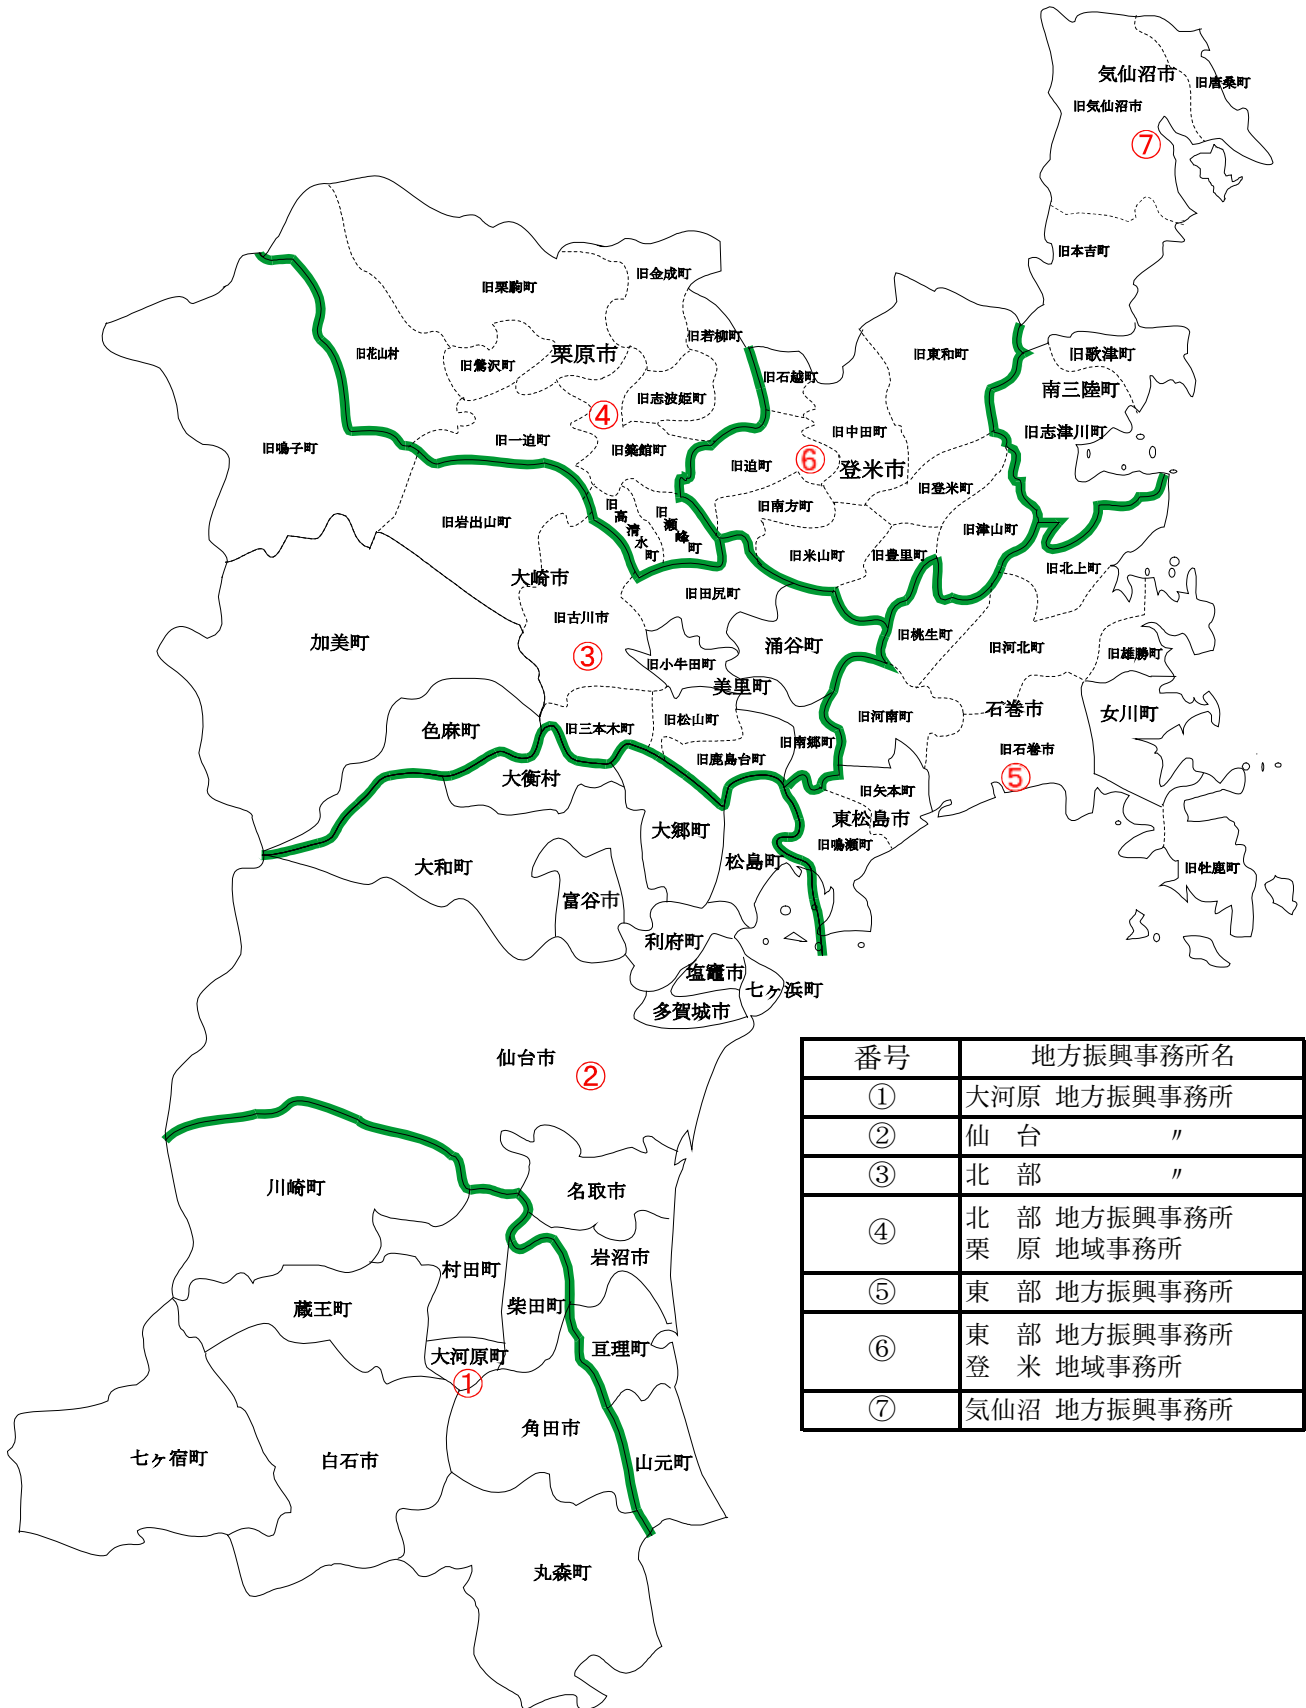 気仙沼市
旧唐桑町
旧気仙沼市
⑦
旧本吉町
旧金成町
旧栗駒町
旧若柳町
旧花山村
旧鶯沢町
栗原市
旧東和町
旧歌津町
旧石越町
南三陸町
旧志波姫町
④
旧志津川町
旧中田町
旧一迫町
旧築館町
旧鳴子町
旧迫町
⑥
登米市
旧登米町
旧南方町
旧高清水町
旧瀬峰町
旧岩出山町
旧津山町
旧米山町
旧豊里町
旧北上町
大崎市
旧田尻町
旧古川市
旧桃生町
加美町
涌谷町
旧河北町
旧雄勝町
③
旧小牛田町
美里町
石巻市
女川町
旧河南町
旧松山町
色麻町
旧三本木町
旧南郷町
旧石巻市
旧鹿島台町
大衡村
⑤
旧矢本町
東松島市
大郷町
旧鳴瀬町
松島町
大和町
旧牡鹿町
富谷市
利府町
塩竈市
七ヶ浜町
多賀城市
仙台市
②
川崎町
名取市
岩沼市
村田町
蔵王町
柴田町
亘理町
大河原町
①
角田市
七ヶ宿町
白石市
山元町
丸森町
番号 地方振興事務所名
① 大河原 地方振興事務所
② 仙　台 〃
③ 北　部 〃
④ 北　部 地方振興事務所
栗　原 地域事務所
⑤ 東　部 地方振興事務所
⑥ 東　部 地方振興事務所
登　米 地域事務所
⑦ 気仙沼 地方振興事務所